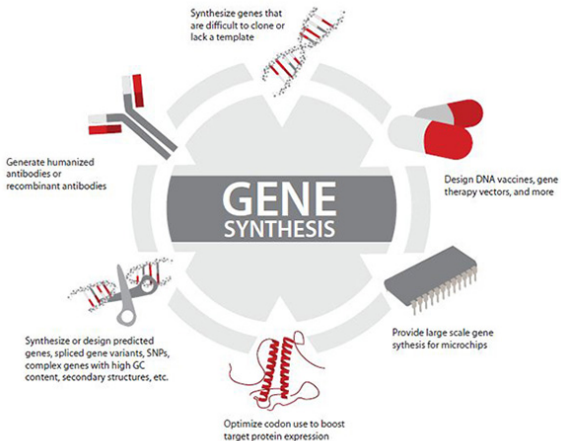 Synthesize genes that
are difficult to clone or
lack a template
Generate humanized
antibodies or
recombinant antibodies
Design DNA vaccines, gene
therapy vectors, and more
GENE
SYNTHESIS
Synthesize or design predicted
genes, spliced gene variants, SNPs,
complex genes with high GC
content, secondary structures, etc.
Provide large scale gene
sythesis for microchips
Optimize codon use to boost
target protein expression